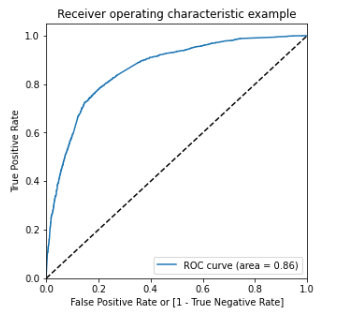 Receiver operating characteristic example
True Positive Rate
1.0
0.8
0.6
0.4
0.2
0.0
ROC curve (area = 0.86)
0.0 0.2 0.4 0.6 0.8 1.0
False Positive Rate or [1 - True Negative Rate]